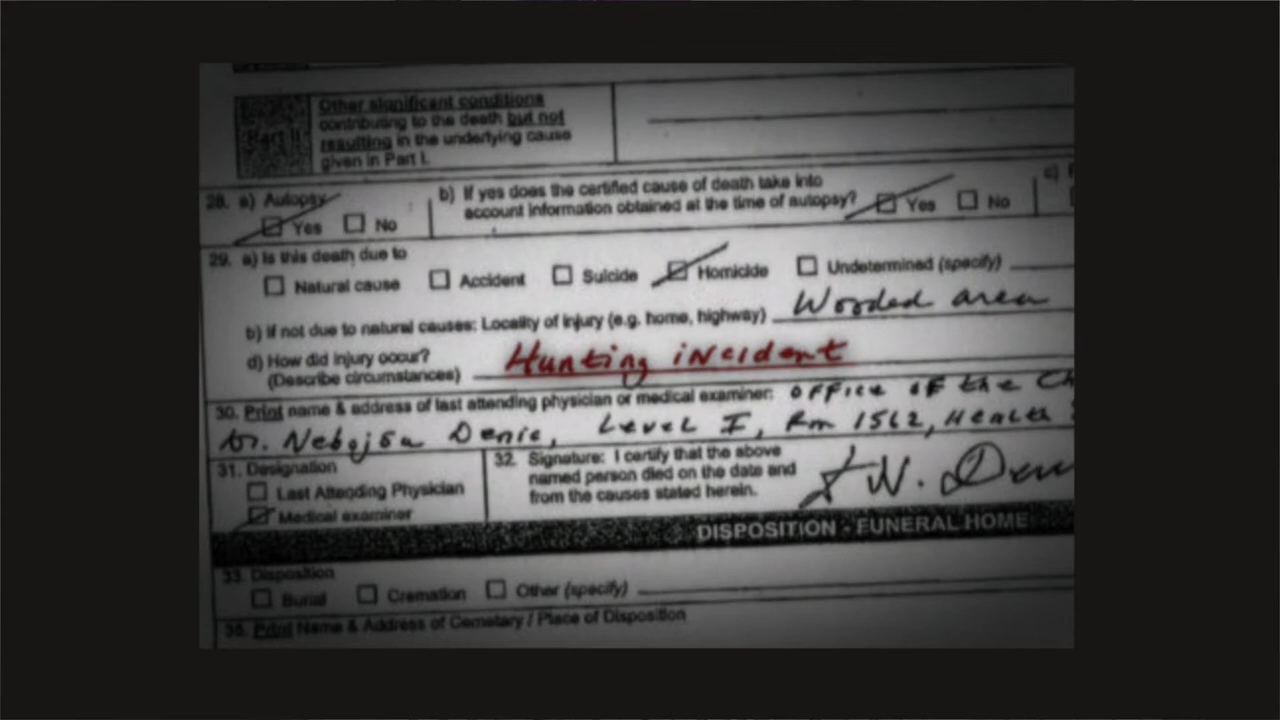 Part II
Other significant conditions
contributing to the death but not
resulting in the underlying cause
given in Part I.
28. a) Autopsy
Yes No
b) If yes does the certified cause of death take into
account information obtained at the time of autopsy? Yes No
c)
29. a) Is this death due to
Natural cause Accident Suicide Homicide Undetermined (specify)
b) If not due to natural causes: Locality of injury (e.g. home, highway) Wooded area
d) How did injury occur?
(Describe circumstances) Hunting incident
30. Print name & address of last attending physician or medical examiner: Office of the Ch
Dr. Nebojša Denic, Level I, Rm 1562, Health
31. Designation
Last Attending Physician
Medical examiner
32. Signature: I certify that the above
named person died on the date and
from the causes stated herein.
N. Den
DISPOSITION - FUNERAL HOME
33. Disposition
Burial Cremation Other (specify)
Print Name & Address of Cemetary / Place of Disposition